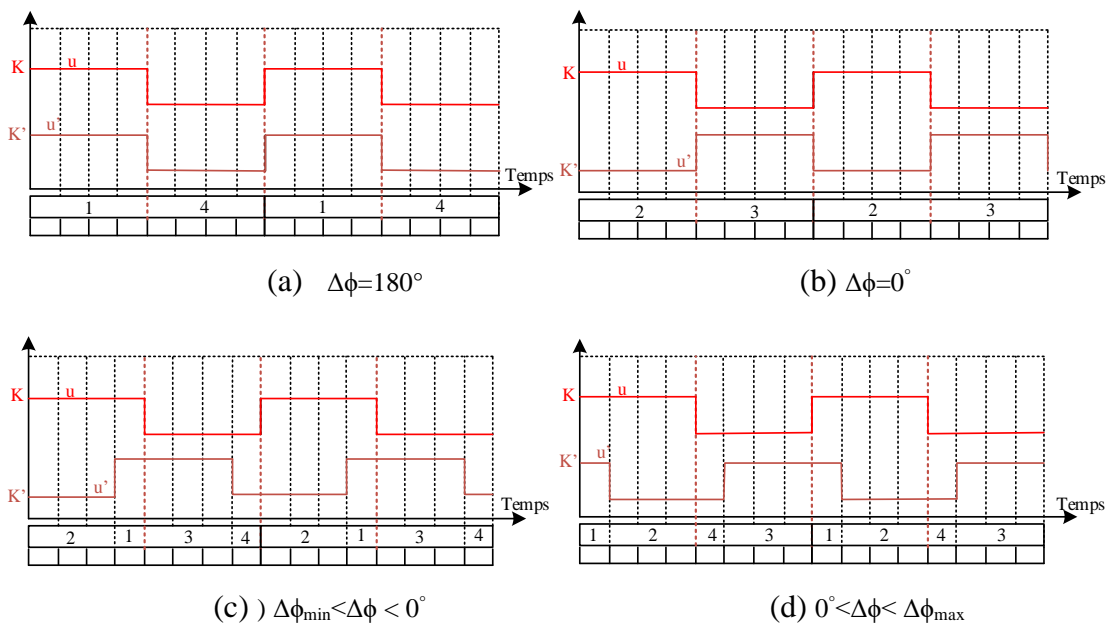 K
u
K'
u'
Temps
1 4 1 4
(a) Δϕ=180°
K
u
K'
u'
Temps
2 3 2 3
(b) Δϕ=0°
K
u
K'
u'
Temps
2 1 3 4 2 1 3 4
(c) ) Δϕmin<Δϕ < 0°
K
u
K'
u'
Temps
1 2 4 3 1 2 4 3
(d) 0°<Δϕ< Δϕmax